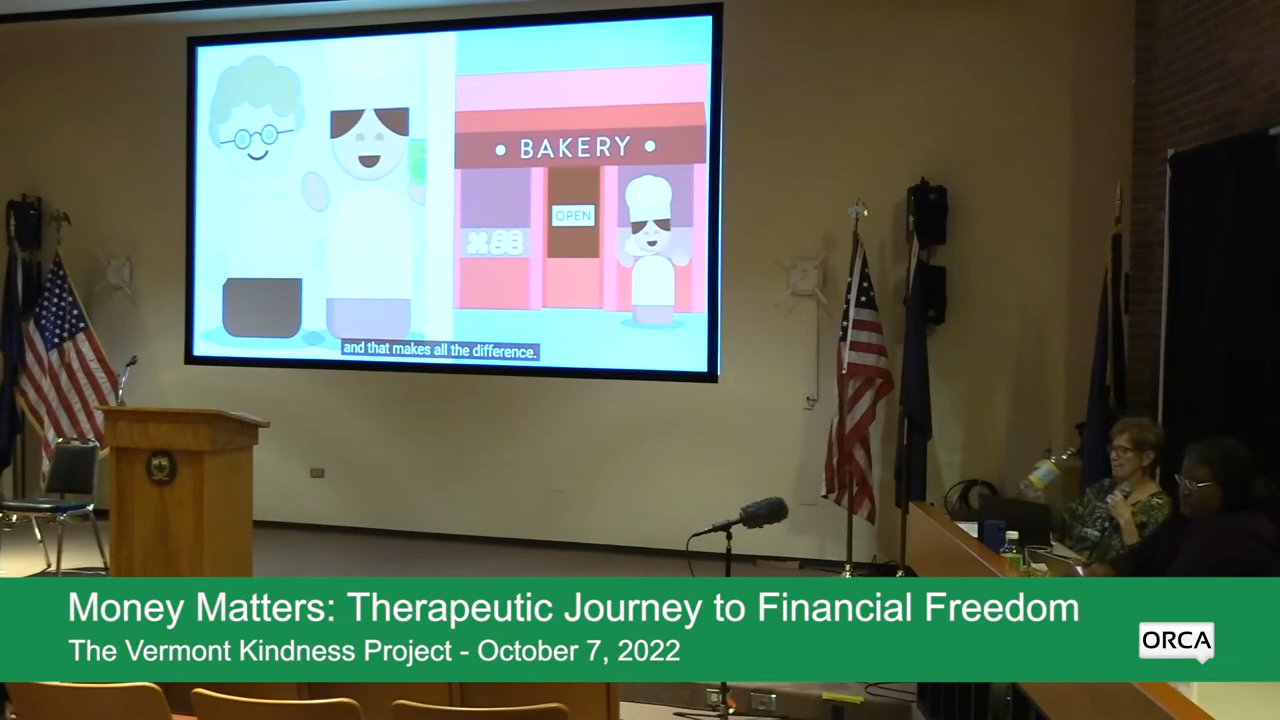 BAKERY
OPEN
and that makes all the difference.
Money Matters: Therapeutic Journey to Financial Freedom
The Vermont Kindness Project - October 7, 2022
ORCA